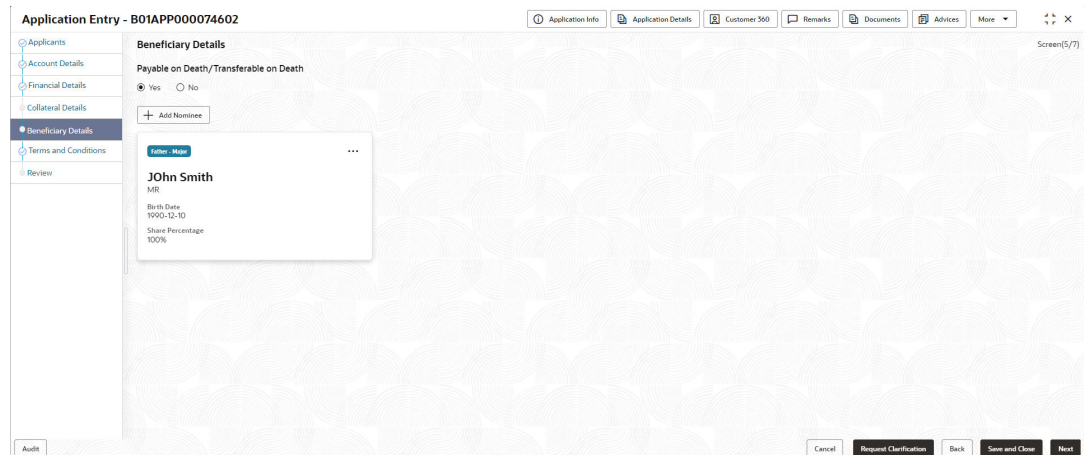 Application Entry - B01APP000074602
Application Info
Application Details
Customer 360
Remarks
Documents
Advices
More
Applicants
Account Details
Financial Details
Collateral Details
Beneficiary Details
Terms and Conditions
Review
Beneficiary Details
Screen(5/7)
Payable on Death/Transferable on Death
Yes No
Add Nominee
Father - Major
JOhn Smith
MR
Birth Date
1990-12-10
Share Percentage
100%
Audit
Cancel
Request Clarification
Back
Save and Close
Next